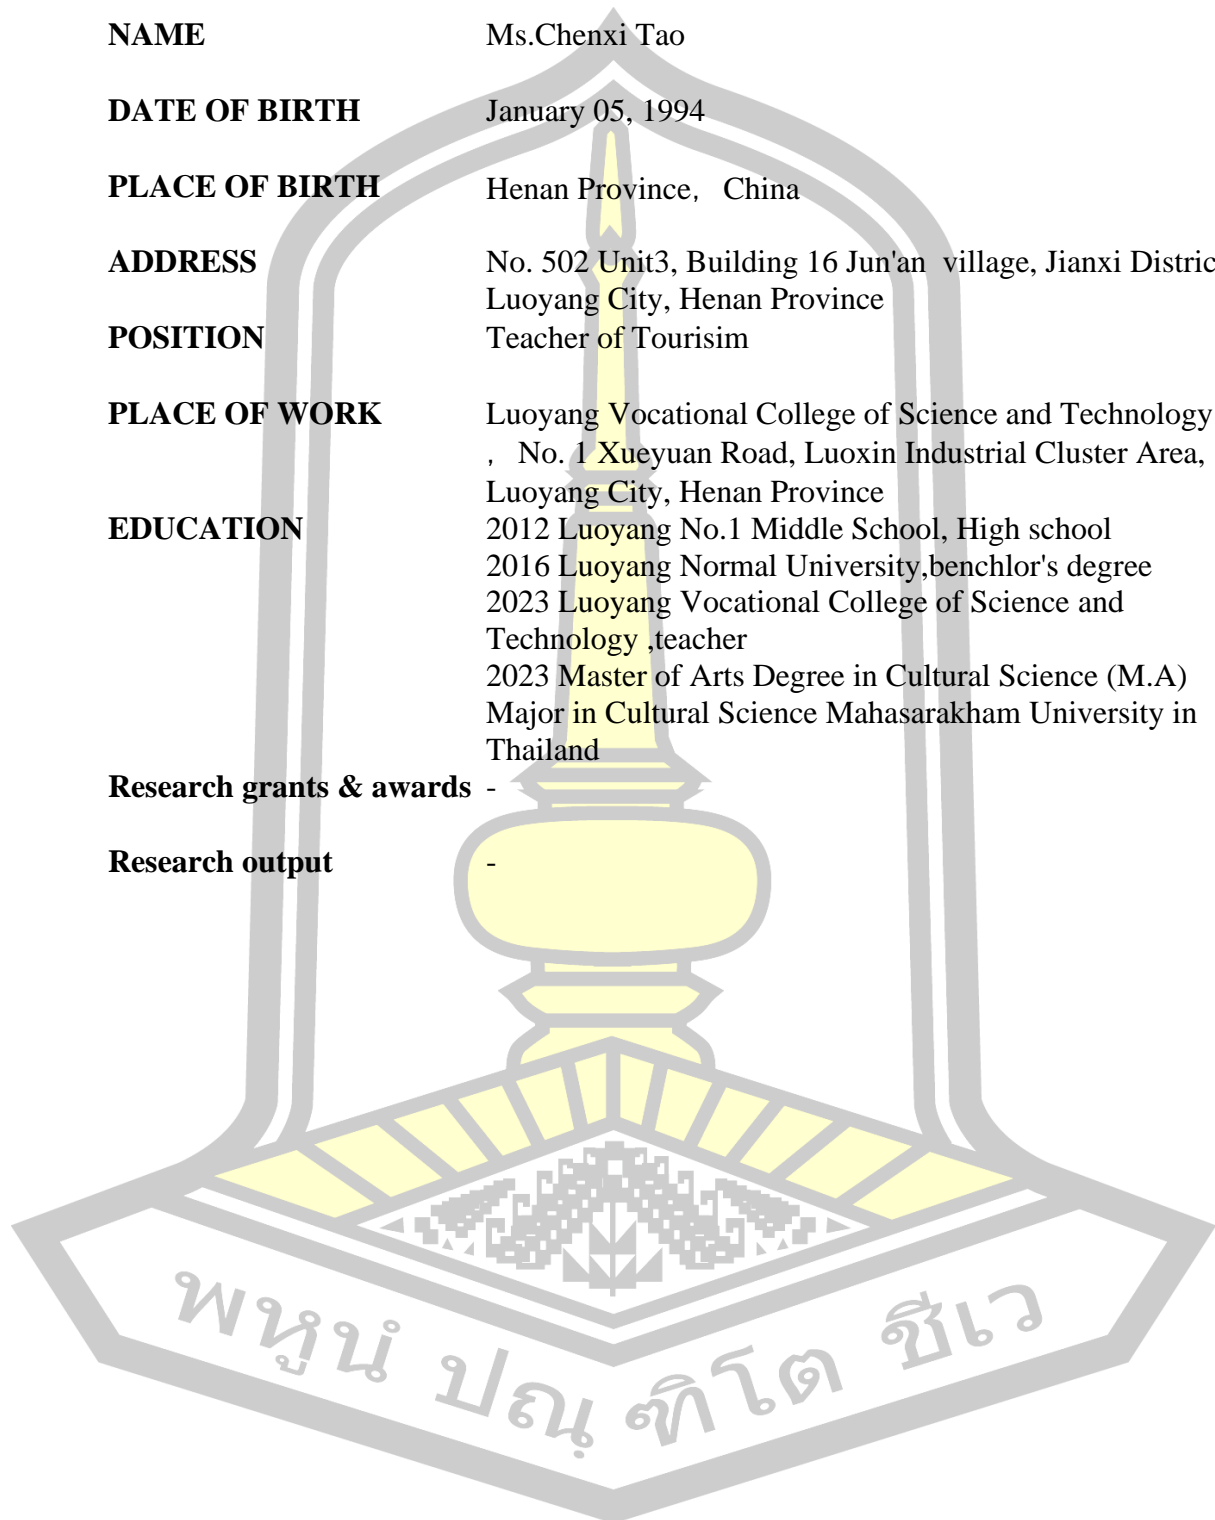 NAME Ms.Chenxi Tao
DATE OF BIRTH January 05, 1994
PLACE OF BIRTH Henan Province， China
ADDRESS No. 502 Unit3, Building 16 Jun'an village, Jianxi Distric
Luoyang City, Henan Province
POSITION Teacher of Tourisim
PLACE OF WORK Luoyang Vocational College of Science and Technology
， No. 1 Xueyuan Road, Luoxin Industrial Cluster Area,
Luoyang City, Henan Province
EDUCATION 2012 Luoyang No.1 Middle School, High school
2016 Luoyang Normal University,benchlor's degree
2023 Luoyang Vocational College of Science and
Technology ,teacher
2023 Master of Arts Degree in Cultural Science (M.A)
Major in Cultural Science Mahasarakham University in
Thailand
Research grants & awards -
Research output -
พหูนํ ปณฺฑิโต ชีเว